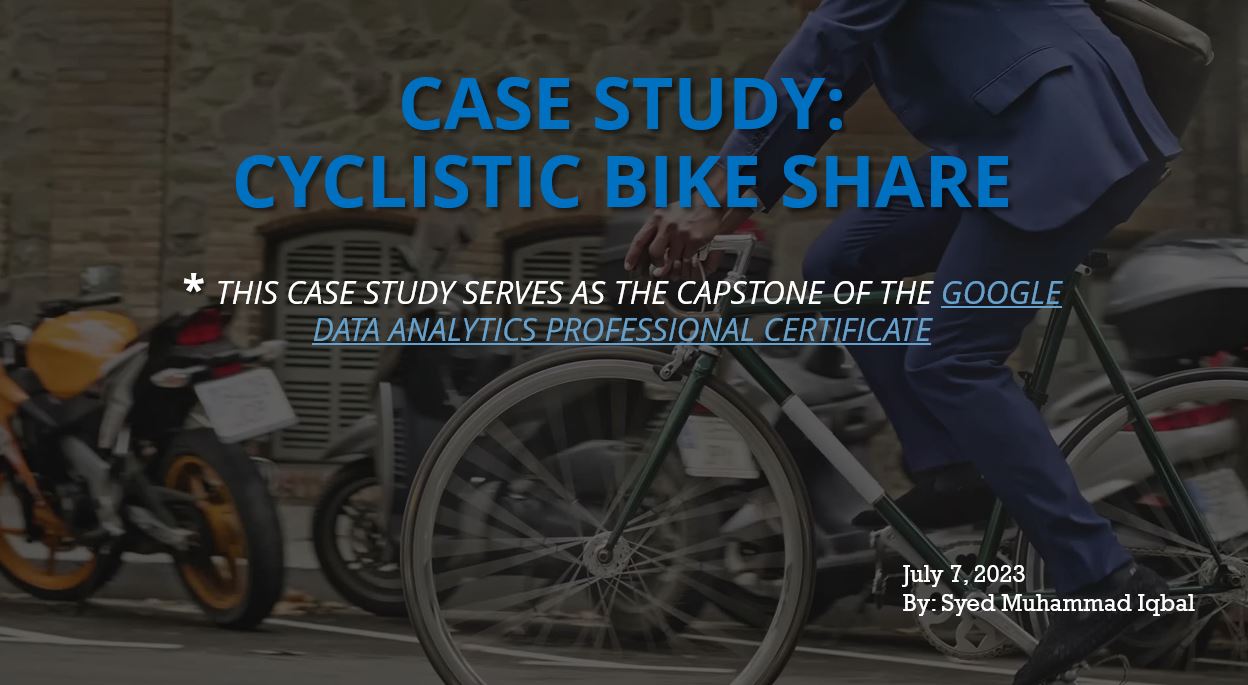 CASE STUDY:
CYCLISTIC BIKE SHARE
* THIS CASE STUDY SERVES AS THE CAPSTONE OF THE GOOGLE
DATA ANALYTICS PROFESSIONAL CERTIFICATE
July 7, 2023
By: Syed Muhammad Iqbal